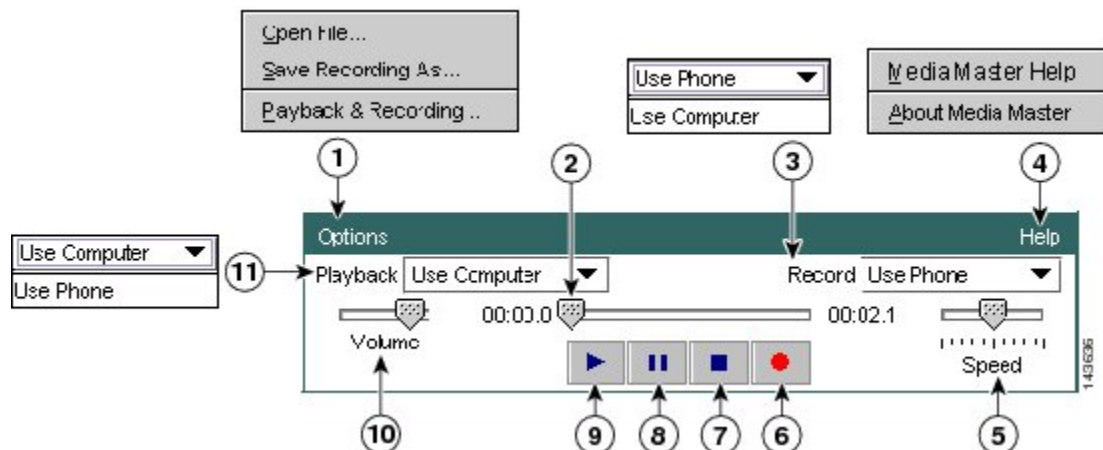 Open File...
Save Recording As...
Playback & Recording...
Use Phone
Use Computer
Media Master Help
About Media Master
1
2
3
4
Options
Help
Use Computer
Use Phone
11
Playback
Use Computer
Record
Use Phone
00:00.0
00:02.1
Volume
Speed
143636
10
9
8
7
6
5